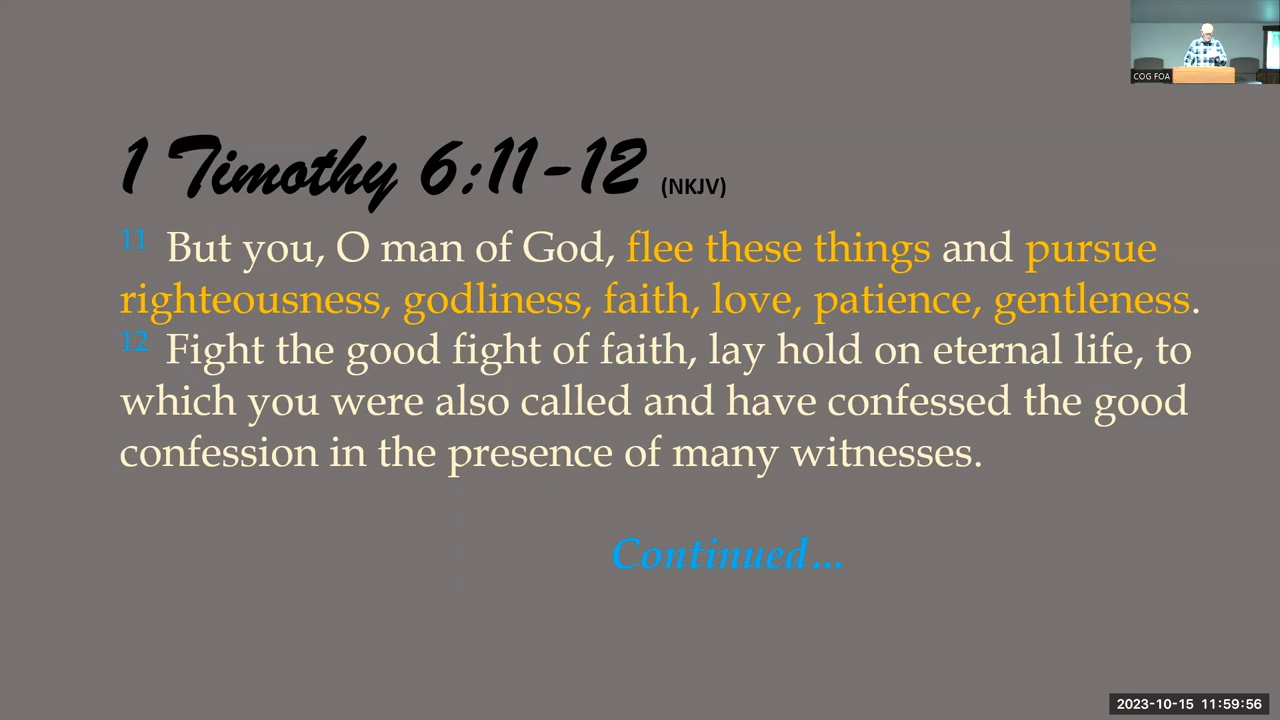 COG FOA
1 Timothy 6:11-12 (NKJV)
11 But you, O man of God, flee these things and pursue
righteousness, godliness, faith, love, patience, gentleness.
12 Fight the good fight of faith, lay hold on eternal life, to
which you were also called and have confessed the good
confession in the presence of many witnesses.
Continued...
2023-10-15 11:59:56